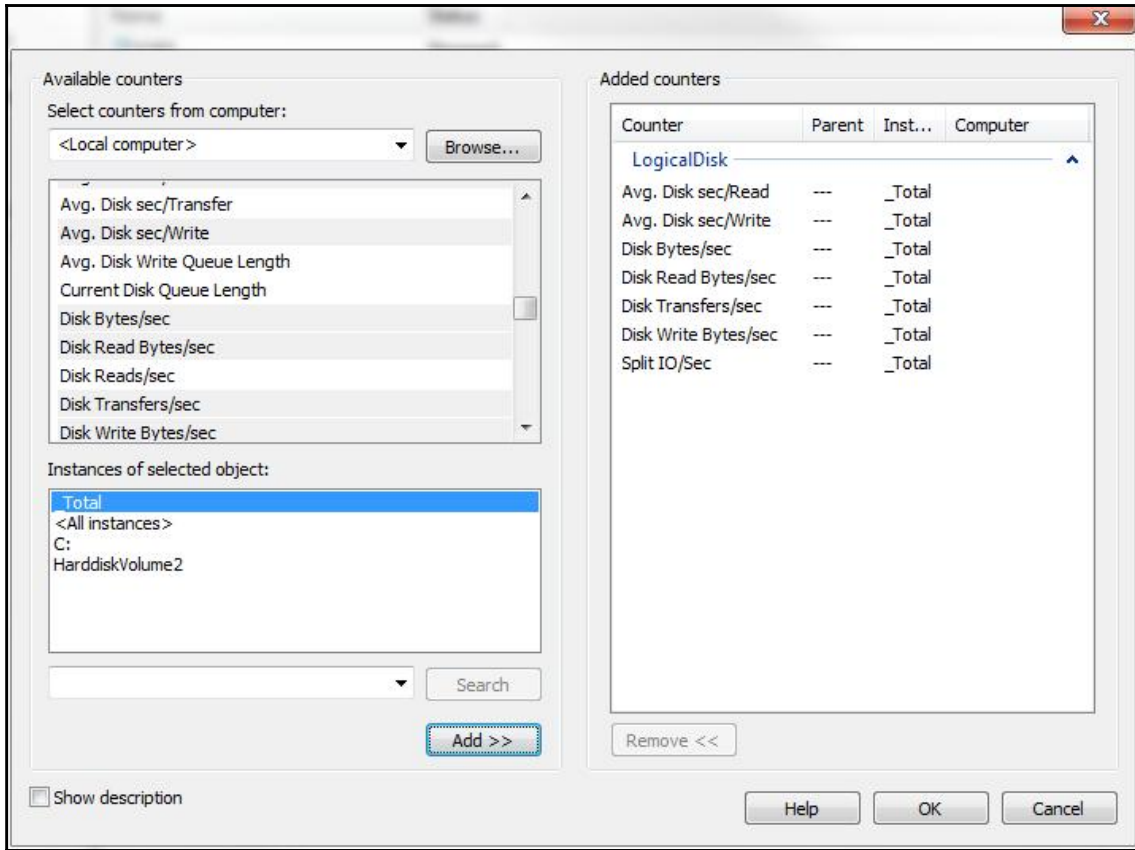 Available counters
Select counters from computer:
<Local computer>
Browse...
Avg. Disk sec/Transfer
Avg. Disk sec/Write
Avg. Disk Write Queue Length
Current Disk Queue Length
Disk Bytes/sec
Disk Read Bytes/sec
Disk Reads/sec
Disk Transfers/sec
Disk Write Bytes/sec
Instances of selected object:
_Total
<All instances>
C:
HarddiskVolume2
Search
Add >>
Show description
Added counters
Counter Parent Inst... Computer
LogicalDisk
Avg. Disk sec/Read --- _Total
Avg. Disk sec/Write --- _Total
Disk Bytes/sec --- _Total
Disk Read Bytes/sec --- _Total
Disk Transfers/sec --- _Total
Disk Write Bytes/sec --- _Total
Split IO/Sec --- _Total
Remove <<
Help OK Cancel